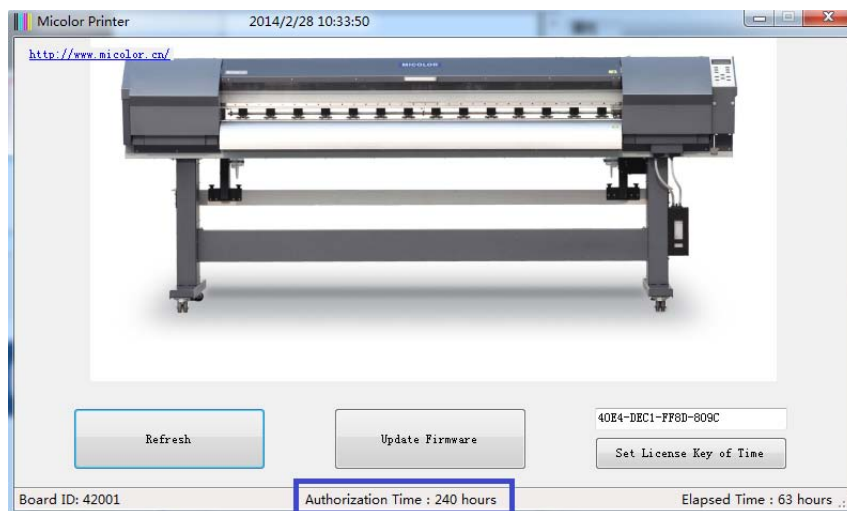 Micolor Printer 2014/2/28 10:33:50
http://www.micolor.cn/
MICOLOR
40E4-DEC1-FF8D-809C
Refresh
Update Firmware
Set License Key of Time
Board ID: 42001 Authorization Time : 240 hours Elapsed Time : 63 hours